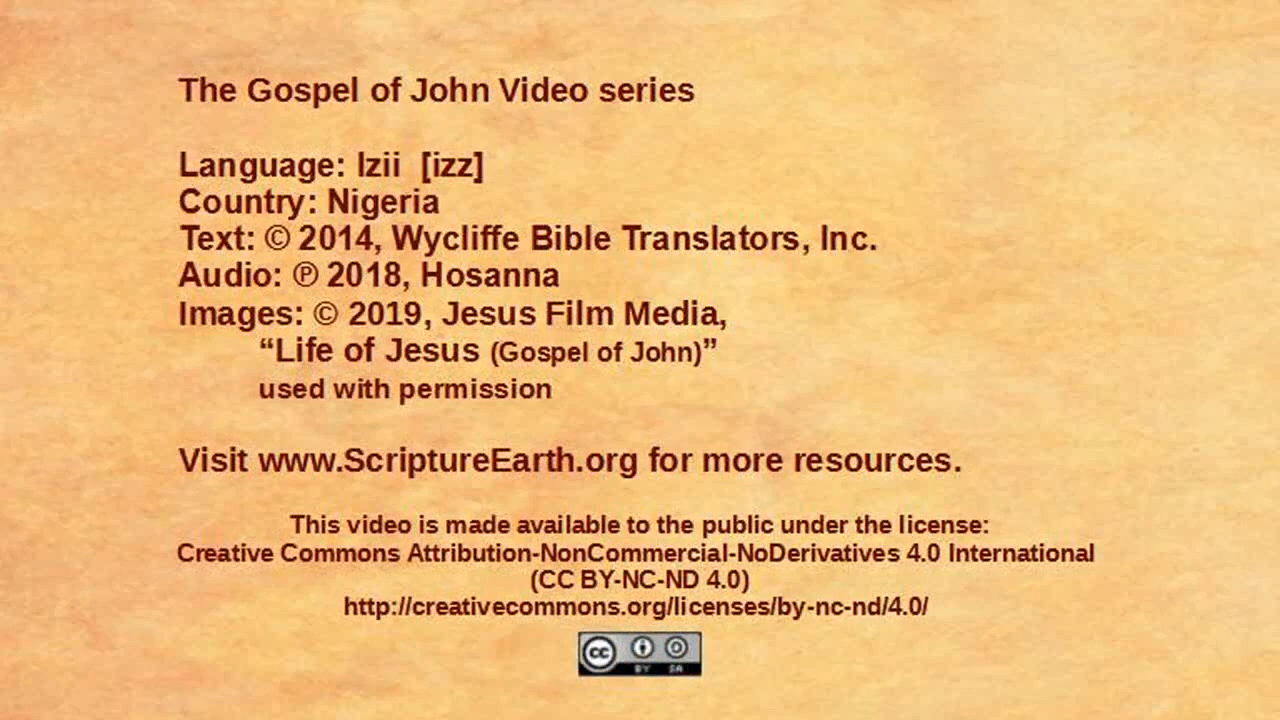 The Gospel of John Video series
Language: Izii [izz]
Country: Nigeria
Text: © 2014, Wycliffe Bible Translators, Inc.
Audio: ℗ 2018, Hosanna
Images: © 2019, Jesus Film Media,
“Life of Jesus (Gospel of John)”
used with permission
Visit www.ScriptureEarth.org for more resources.
This video is made available to the public under the license:
Creative Commons Attribution-NonCommercial-NoDerivatives 4.0 International
(CC BY-NC-ND 4.0)
http://creativecommons.org/licenses/by-nc-nd/4.0/
cc
BY SA